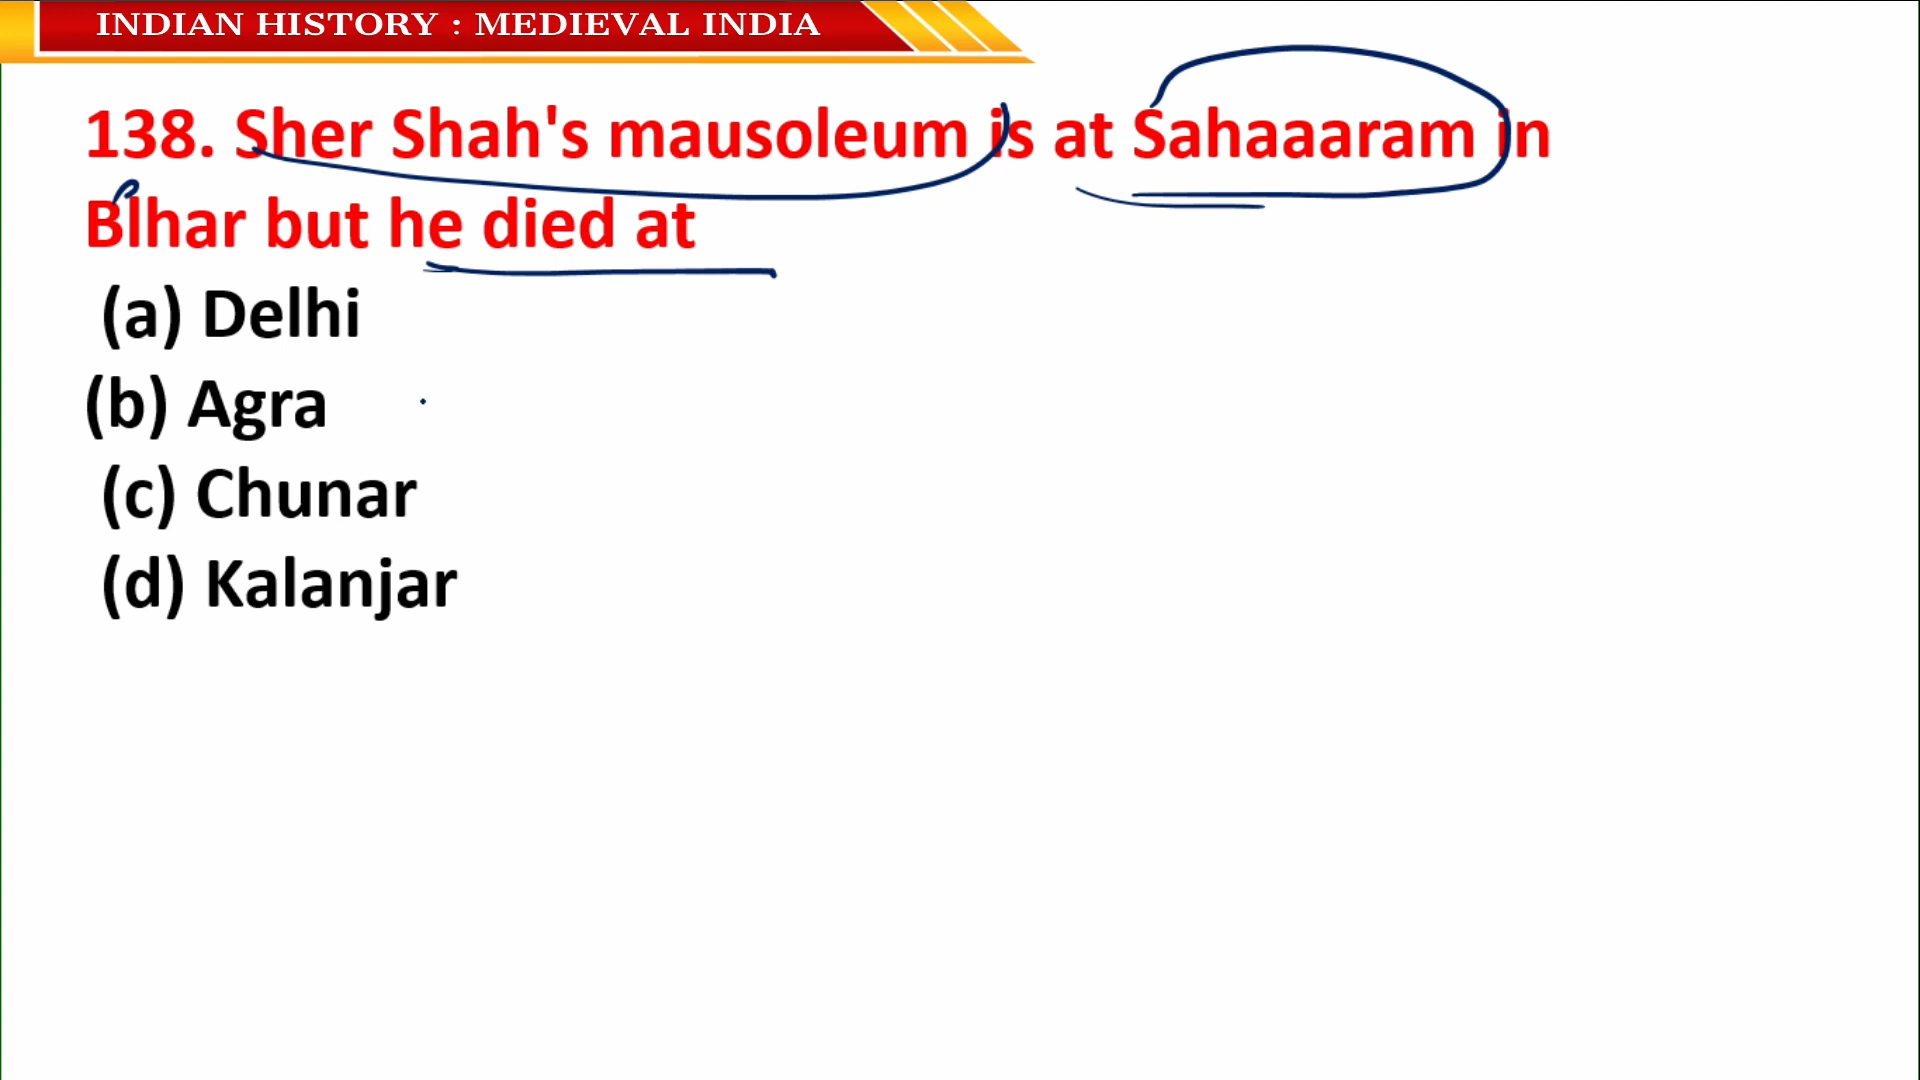 INDIAN HISTORY : MEDIEVAL INDIA
138. Sher Shah's mausoleum is at Sahaaaram in
Blhar but he died at
(a) Delhi
(b) Agra
(c) Chunar
(d) Kalanjar